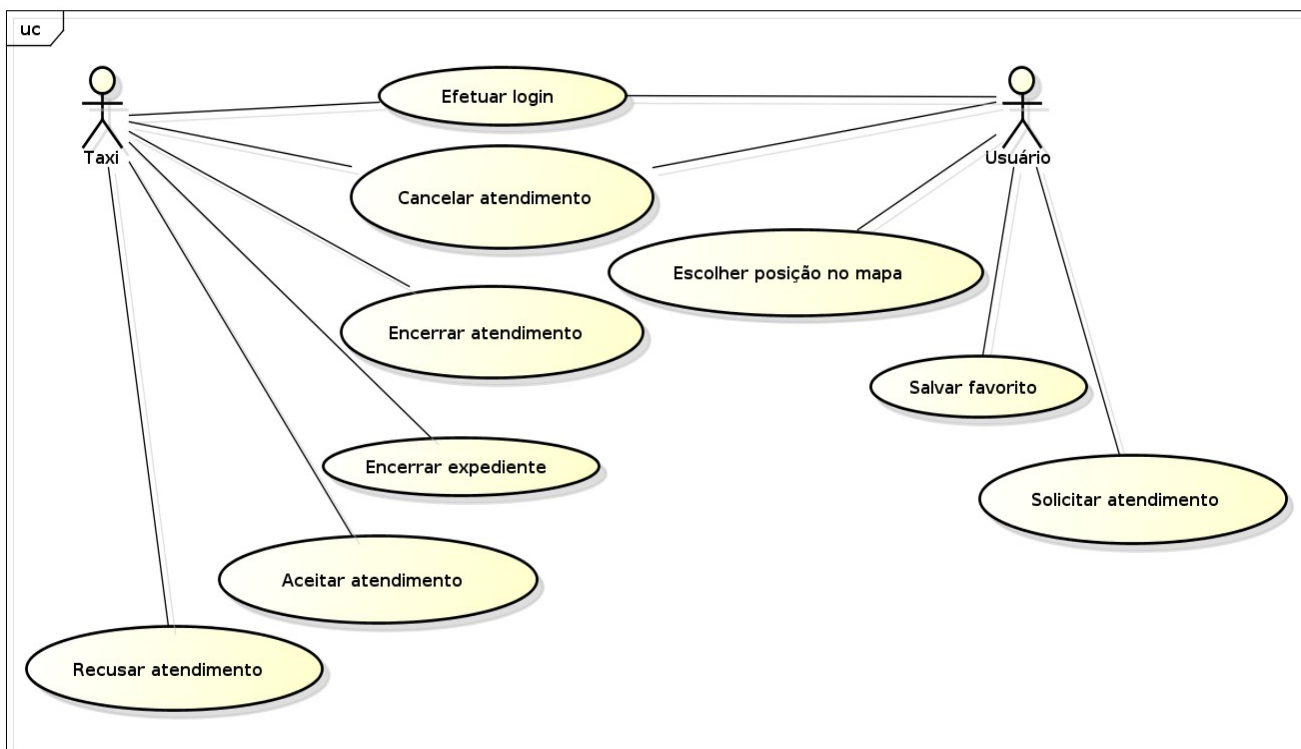 uc
Efetuar login
Taxi
Usuário
Cancelar atendimento
Escolher posição no mapa
Encerrar atendimento
Salvar favorito
Encerrar expediente
Solicitar atendimento
Aceitar atendimento
Recusar atendimento